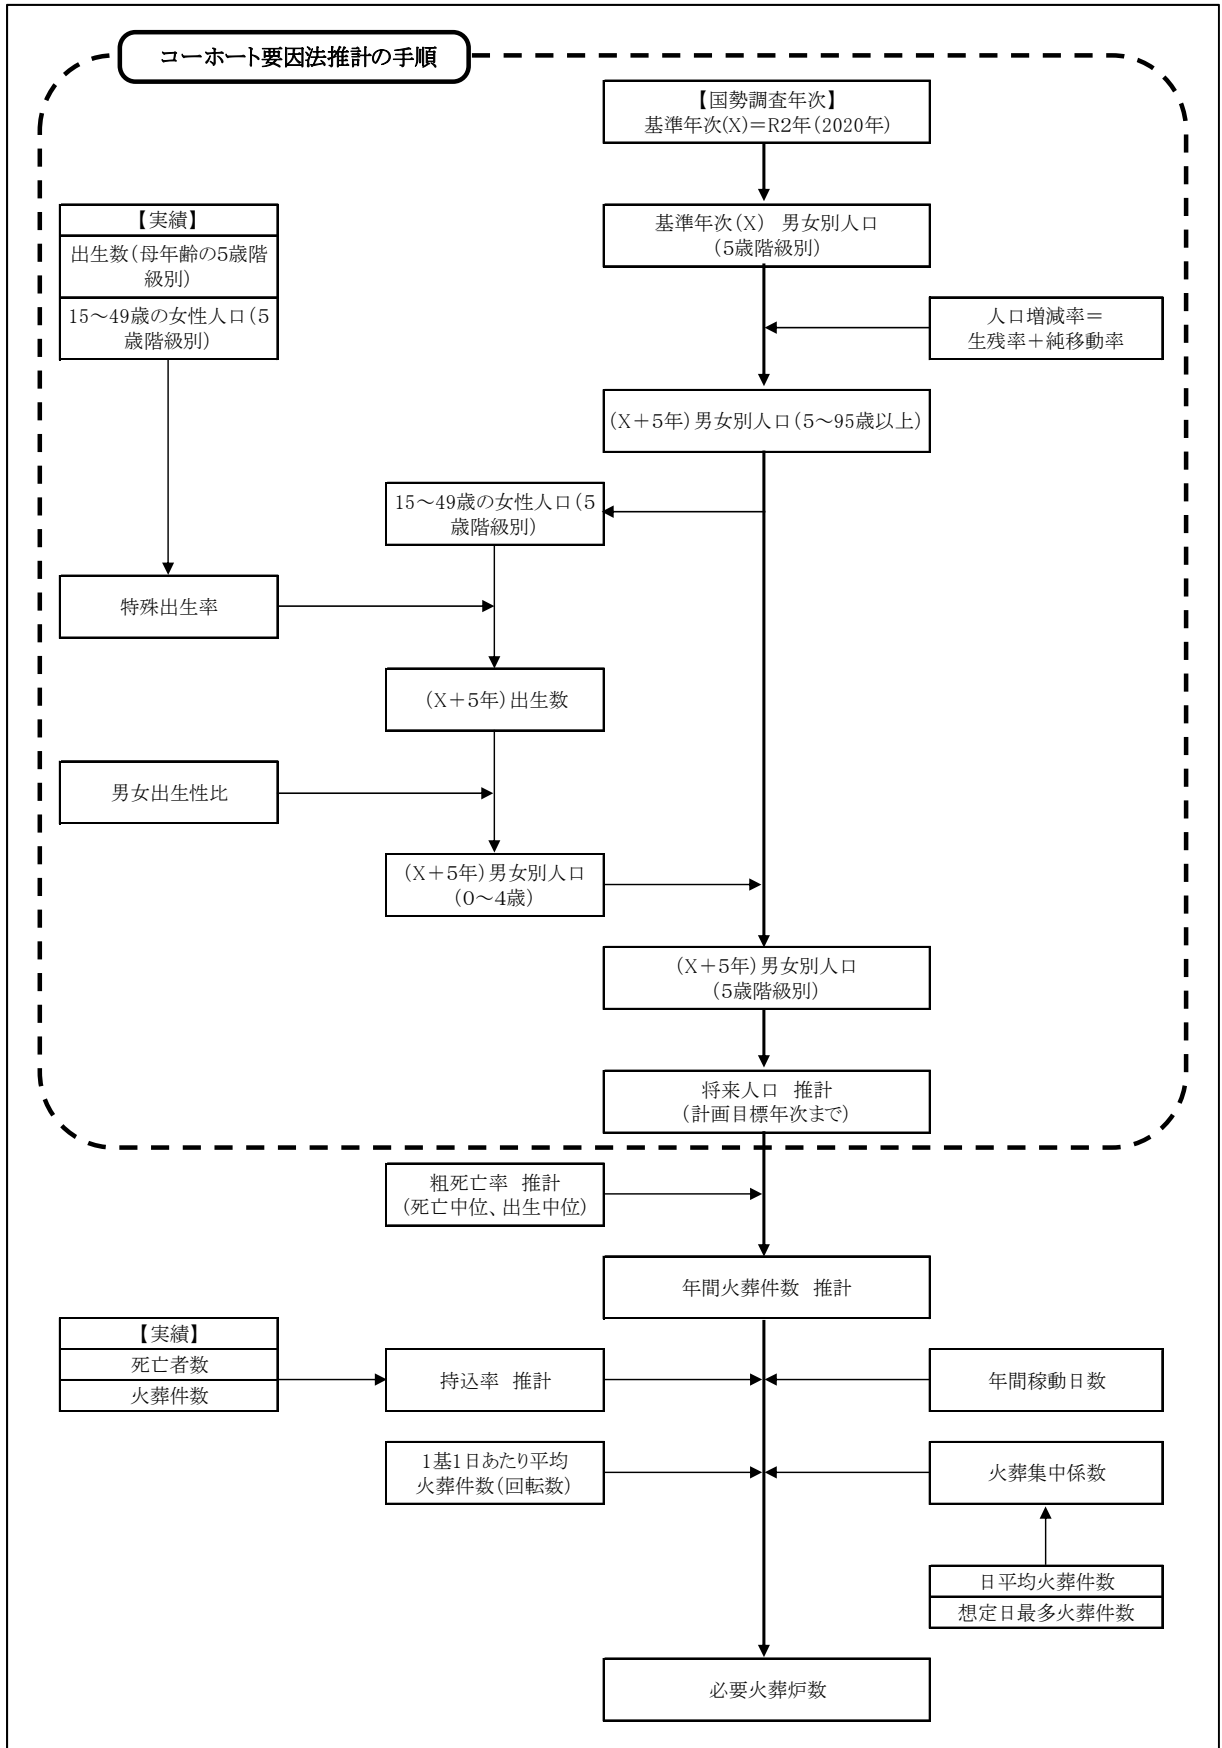 コーホート要因法推計の手順
【国勢調査年次】
基準年次(X)＝R2年(2020年)
基準年次(X)　男女別人口
(5歳階級別)
【実績】
出生数(母年齢の5歳階
級別)
15～49歳の女性人口(5
歳階級別)
人口増減率＝
生残率＋純移動率
(X＋5年)男女別人口(5～95歳以上)
15～49歳の女性人口(5
歳階級別)
特殊出生率
(X＋5年)出生数
男女出生性比
(X＋5年)男女別人口
(0～4歳)
(X＋5年)男女別人口
(5歳階級別)
将来人口　推計
(計画目標年次まで)
粗死亡率　推計
(死亡中位、出生中位)
年間火葬件数　推計
【実績】
死亡者数
火葬件数
持込率　推計
年間稼動日数
1基1日あたり平均
火葬件数(回転数)
火葬集中係数
日平均火葬件数
想定日最多火葬件数
必要火葬炉数